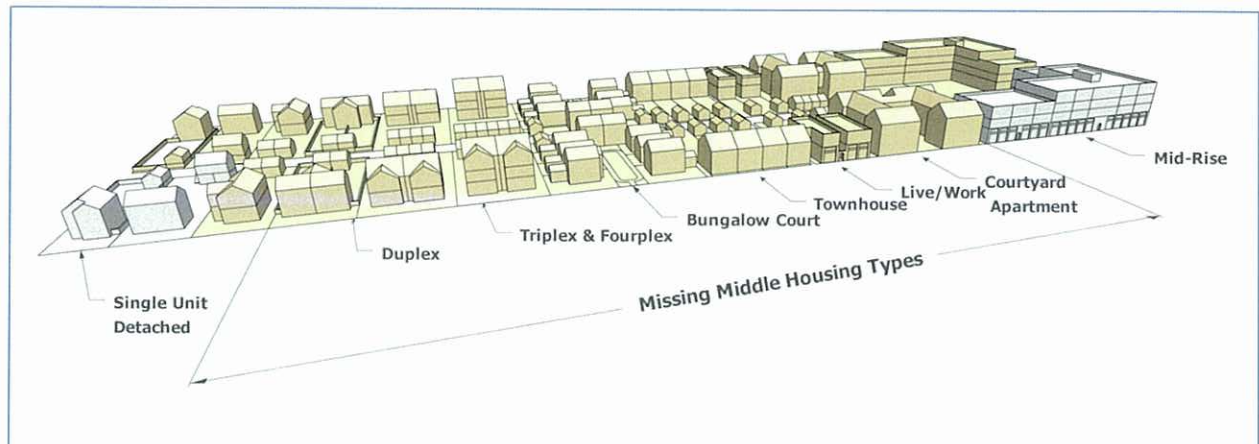 Single Unit
Detached
Duplex
Triplex & Fourplex
Bungalow Court
Townhouse
Live/Work
Courtyard
Apartment
Mid-Rise
Missing Middle Housing Types